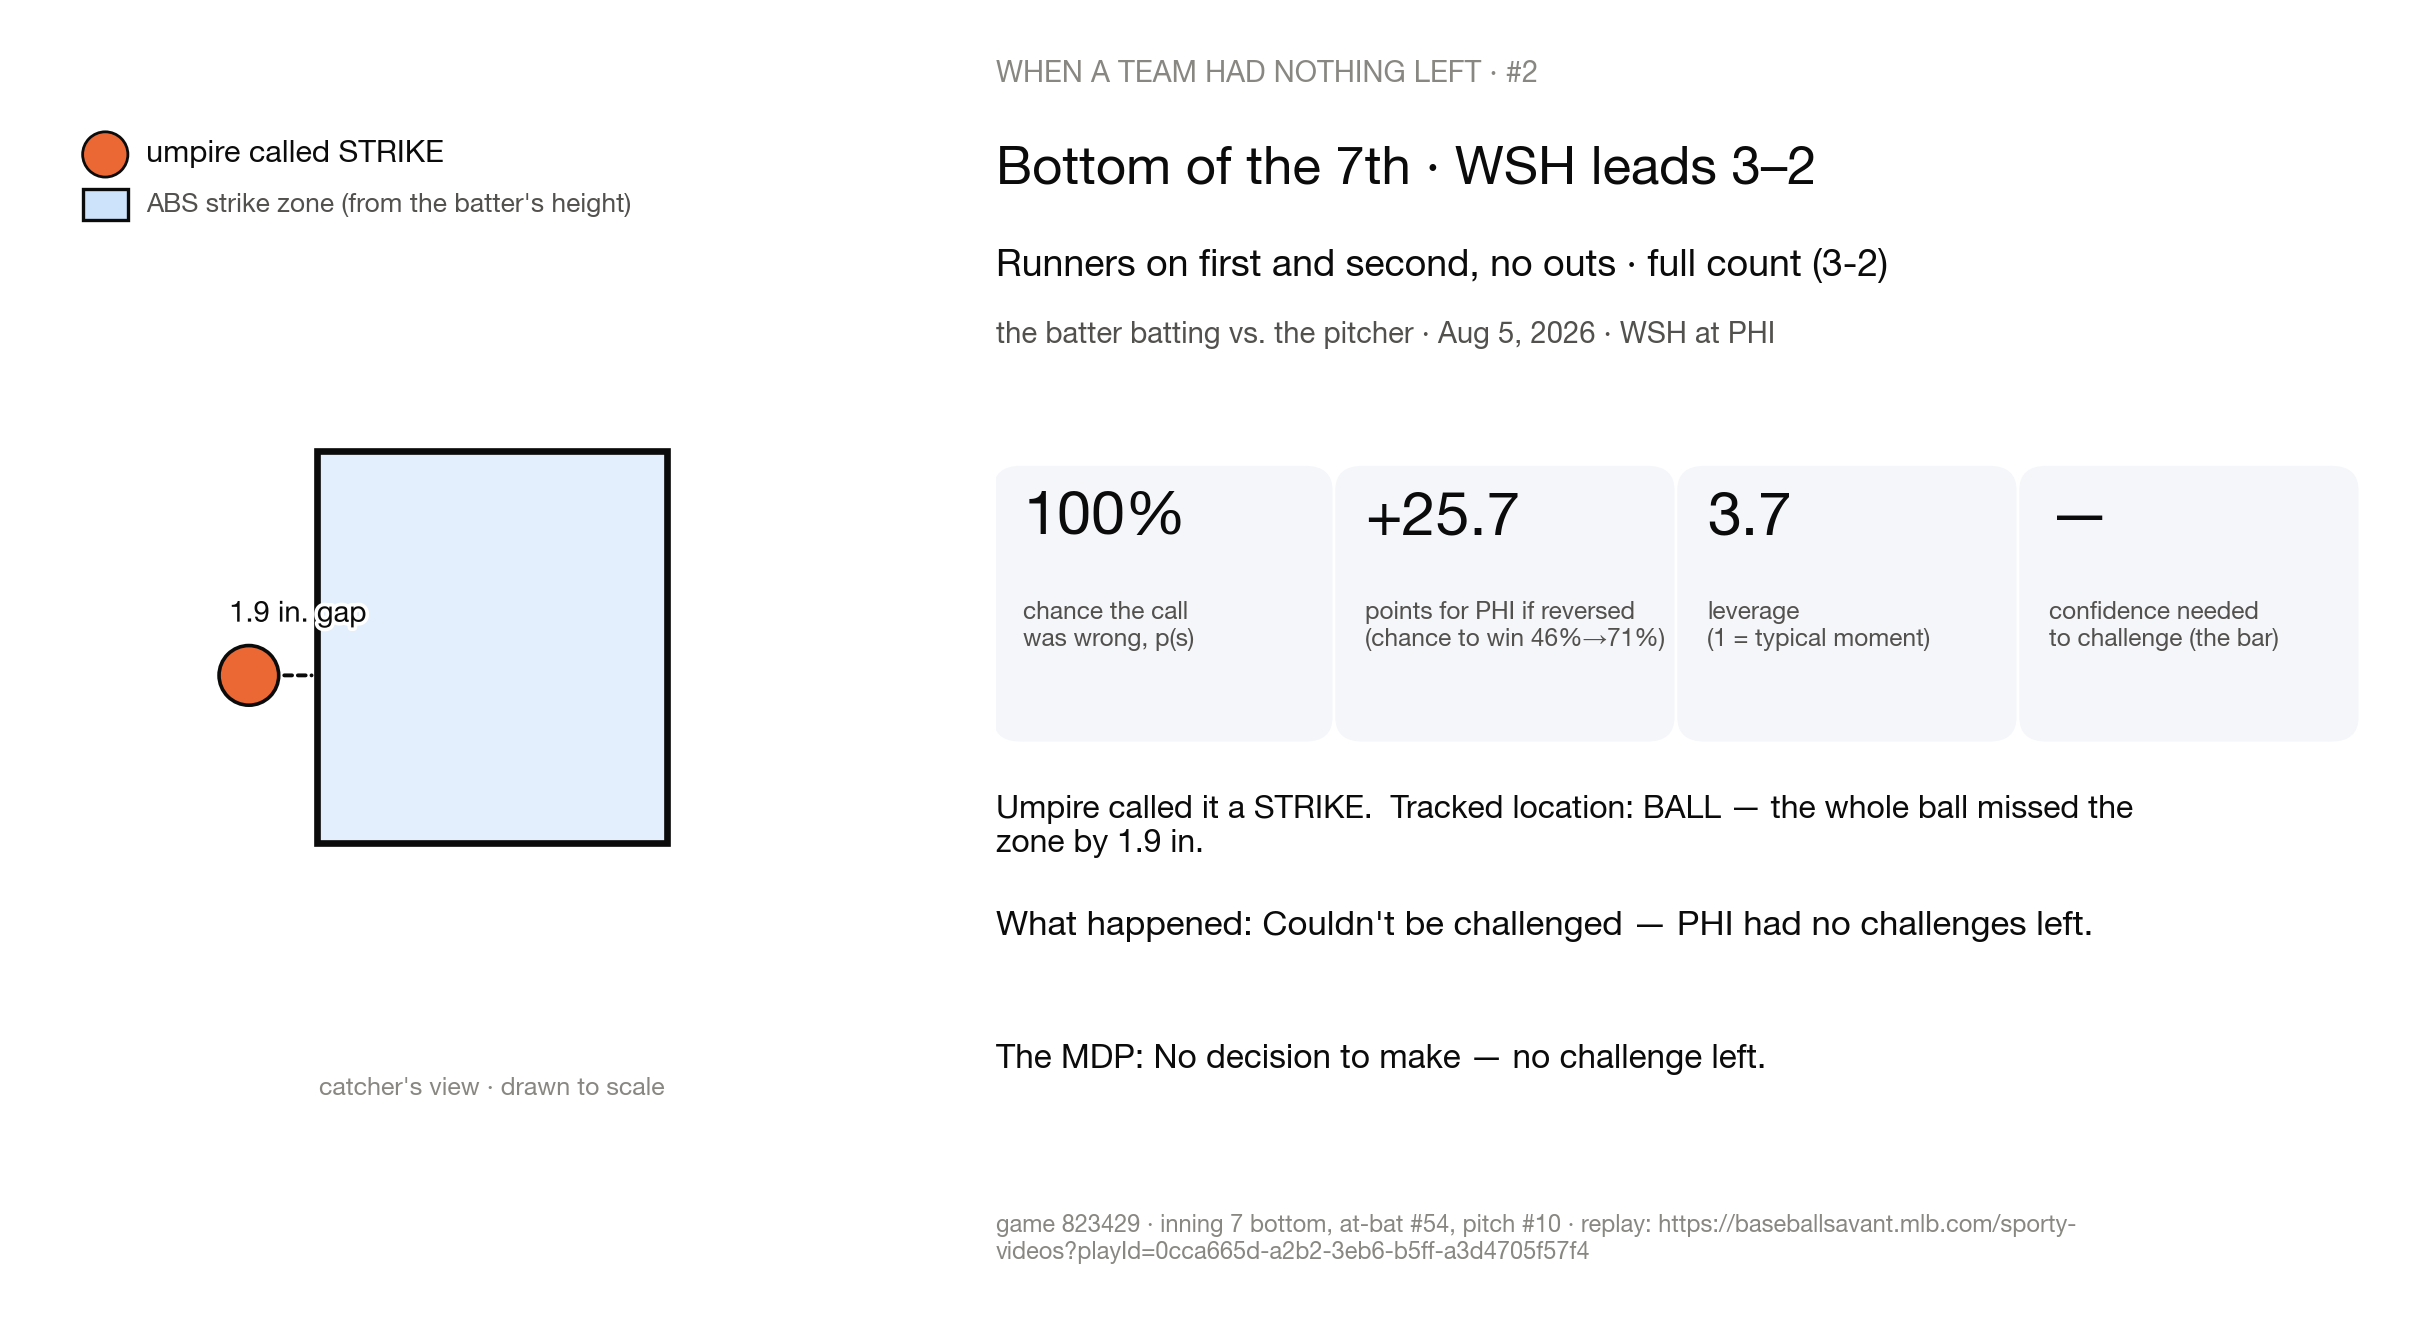 WHEN A TEAM HAD NOTHING LEFT · #2
umpire called STRIKE
ABS strike zone (from the batter's height)
Bottom of the 7th · WSH leads 3–2
Runners on first and second, no outs · full count (3-2)
the batter batting vs. the pitcher · Aug 5, 2026 · WSH at PHI
1.9 in. gap
catcher's view · drawn to scale
100%
chance the call
was wrong, p(s)
+25.7
points for PHI if reversed
(chance to win 46%→71%)
3.7
leverage
(1 = typical moment)
—
confidence needed
to challenge (the bar)
Umpire called it a STRIKE.  Tracked location: BALL — the whole ball missed the
zone by 1.9 in.
What happened: Couldn't be challenged — PHI had no challenges left.
The MDP: No decision to make — no challenge left.
game 823429 · inning 7 bottom, at-bat #54, pitch #10 · replay: https://baseballsavant.mlb.com/sporty-
videos?playId=0cca665d-a2b2-3eb6-b5ff-a3d4705f57f4